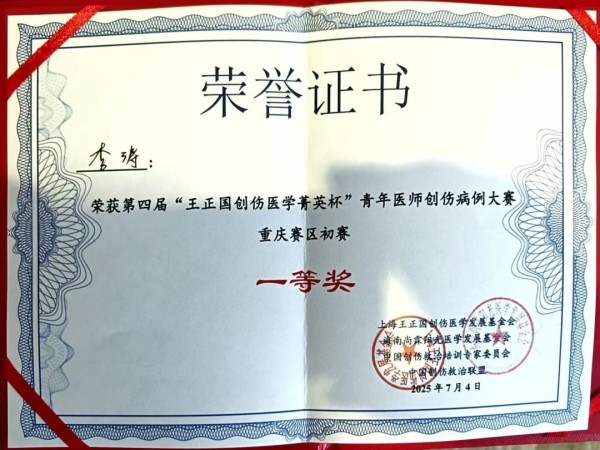 荣誉证书
李涛：
荣获第四届“王正国创伤医学菁英杯”青年医师创伤病例大赛
重庆赛区初赛
一等奖
上海王正国创伤医学发展基金会
海南尚霖阳光医学发展基金会
中国创伤救治培训专家委员会
中国创伤救治联盟
2025年7月4日